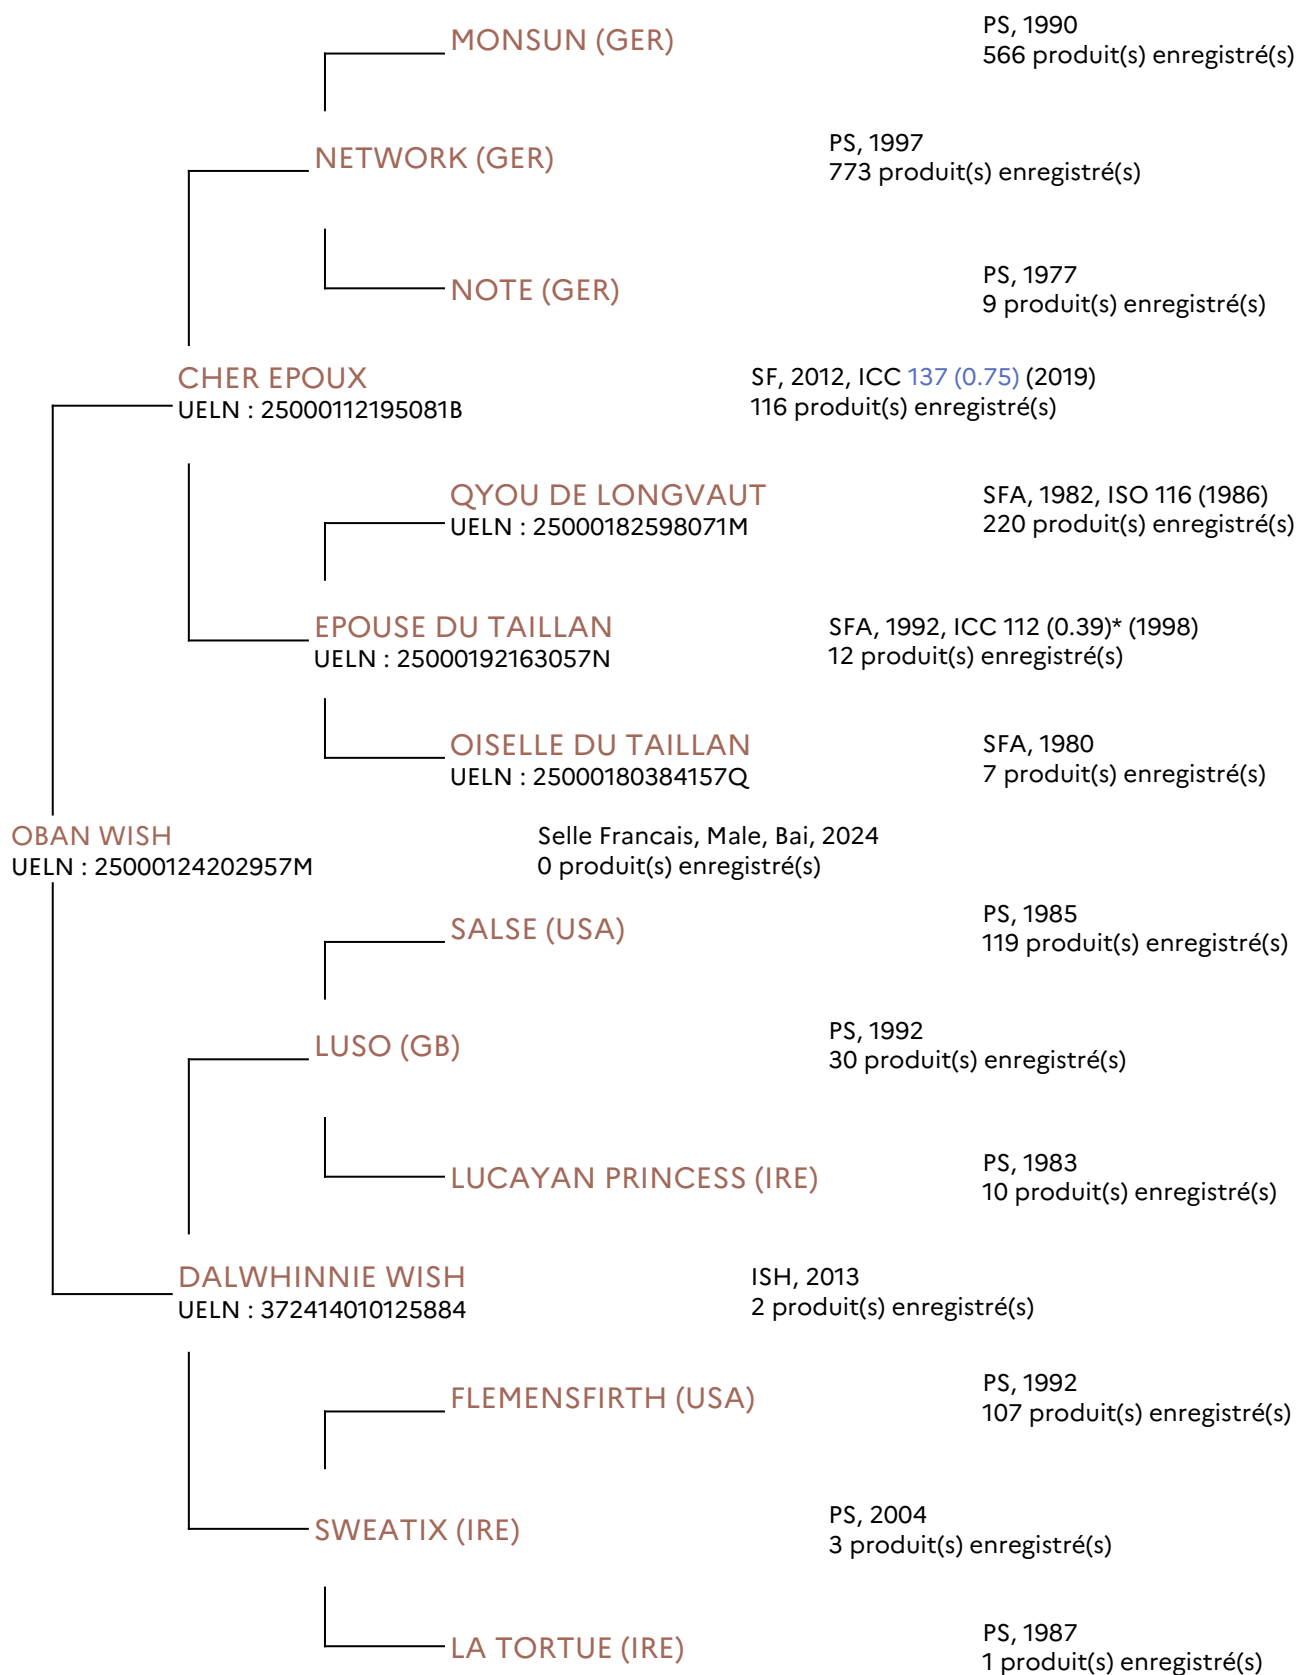 MONSUN (GER)
PS, 1990
566 produit(s) enregistré(s)
NETWORK (GER)
PS, 1997
773 produit(s) enregistré(s)
NOTE (GER)
PS, 1977
9 produit(s) enregistré(s)
CHER EPOUX
UELN : 25000112195081B
SF, 2012, ICC 137 (0.75) (2019)
116 produit(s) enregistré(s)
QYOU DE LONGVAUT
UELN : 25000182598071M
SFA, 1982, ISO 116 (1986)
220 produit(s) enregistré(s)
EPOUSE DU TAILLAN
UELN : 25000192163057N
SFA, 1992, ICC 112 (0.39)* (1998)
12 produit(s) enregistré(s)
OISELLE DU TAILLAN
UELN : 25000180384157Q
SFA, 1980
7 produit(s) enregistré(s)
OBAN WISH
UELN : 25000124202957M
Selle Francais, Male, Bai, 2024
0 produit(s) enregistré(s)
SALSE (USA)
PS, 1985
119 produit(s) enregistré(s)
LUSO (GB)
PS, 1992
30 produit(s) enregistré(s)
LUCAYAN PRINCESS (IRE)
PS, 1983
10 produit(s) enregistré(s)
DALWHINNIE WISH
UELN : 372414010125884
ISH, 2013
2 produit(s) enregistré(s)
FLEMENSFIRTH (USA)
PS, 1992
107 produit(s) enregistré(s)
SWEATIX (IRE)
PS, 2004
3 produit(s) enregistré(s)
LA TORTUE (IRE)
PS, 1987
1 produit(s) enregistré(s)